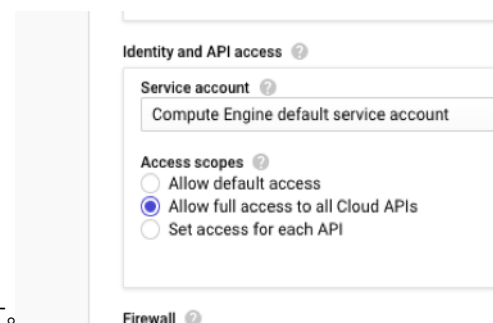 Identity and API access
Service account
Compute Engine default service account
Access scopes
Allow default access
Allow full access to all Cloud APIs
Set access for each API
Firewall